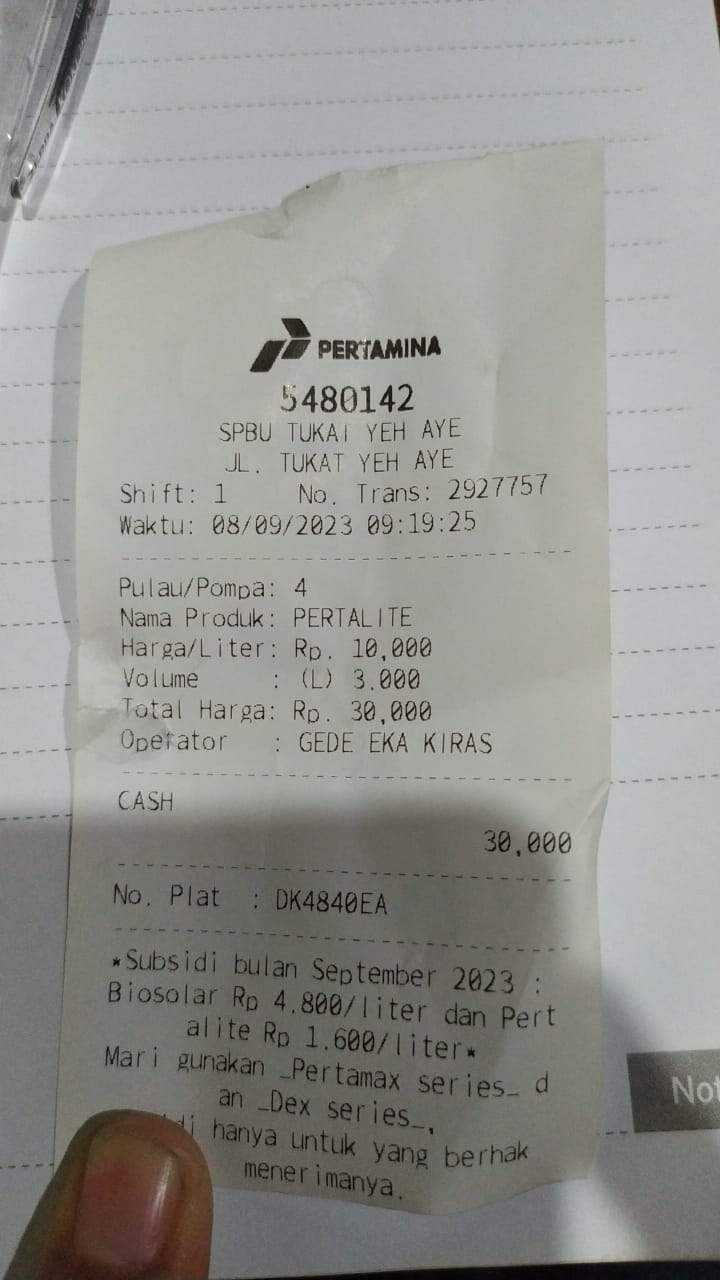 PERTAMINA
5480142
SPBU TUKAT YEH AYE
JL. TUKAT YEH AYE
Shift: 1 No. Trans: 2927757
Waktu: 08/09/2023 09:19:25
Pulau/Pompa: 4
Nama Produk: PERTALITE
Harga/Liter: Rp. 10,000
Volume : (L) 3.000
Total Harga: Rp. 30,000
Operator : GEDE EKA KIRAS
CASH
30,000
No. Plat : DK4840EA
*Subsidi bulan September 2023 :
Biosolar Rp 4.800/liter dan Pert
alite Rp 1.600/liter*
Mari gunakan _Pertamax series_ d
an _Dex series_.
hanya untuk yang berhak
menerimanya.